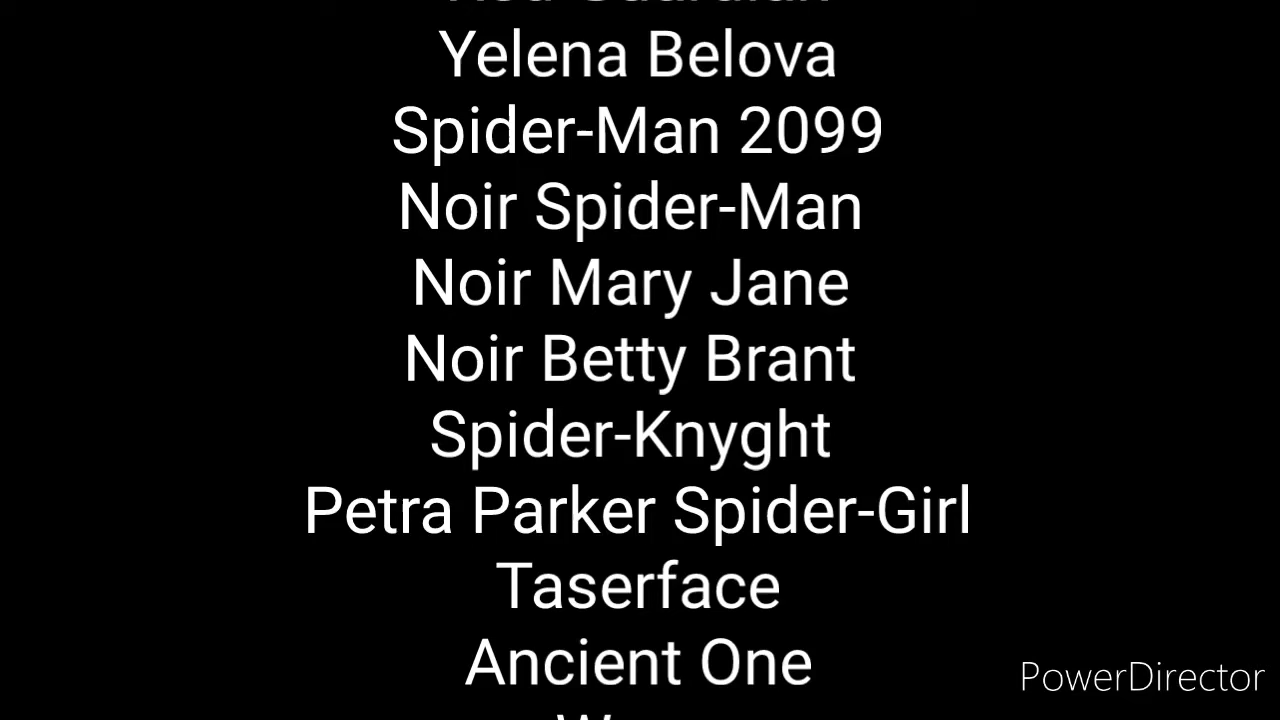 Yelena Belova
Spider-Man 2099
Noir Spider-Man
Noir Mary Jane
Noir Betty Brant
Spider-Knyght
Petra Parker Spider-Girl
Taserface
Ancient One
PowerDirector